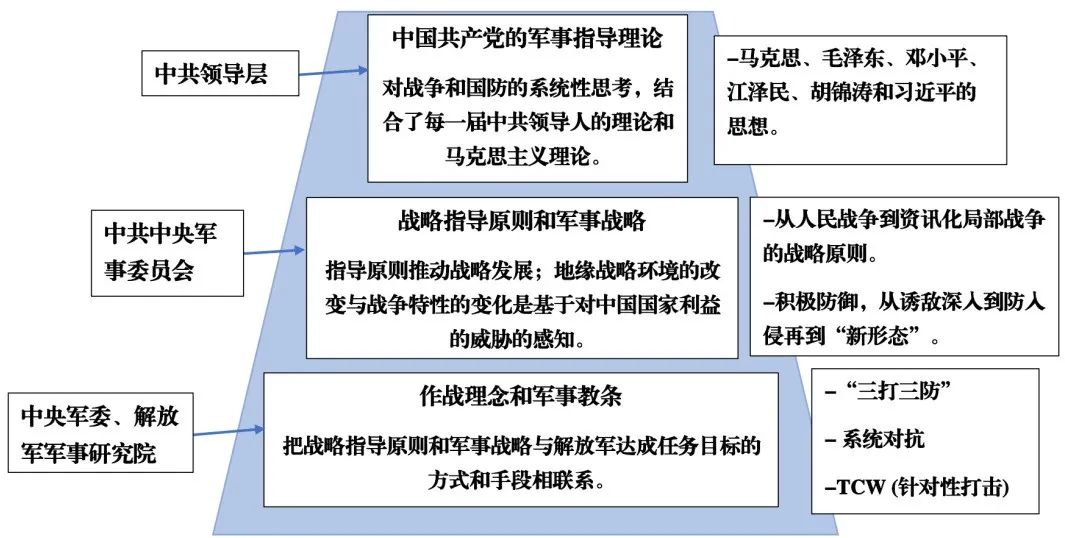 中共领导层
中国共产党的军事指导理论
对战争和国防的系统性思考，结
合了每一届中共领导人的理论和
马克思主义理论。
–马克思、毛泽东、邓小平、
江泽民、胡锦涛和习近平的
思想。
中共中央军
事委员会
战略指导原则和军事战略
指导原则推动战略发展；地缘战略环境的改
变与战争特性的变化是基于对中国国家利益
的威胁的感知。
–从人民战争到资讯化局部战争
的战略原则。
–积极防御，从诱敌深入到防入
侵再到“新形态”。
中央军委、解放
军军事研究院
作战理念和军事教条
把战略指导原则和军事战略与解放军达成任务目标的
方式和手段相联系。
–“三打三防”
– 系统对抗
–TCW (针对性打击)